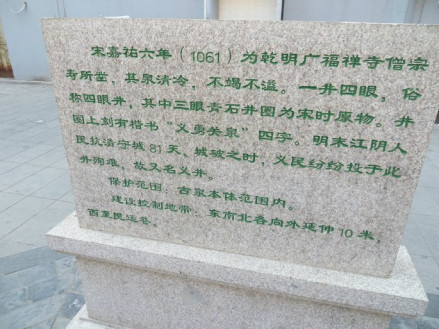 宋嘉祐六年（1061）为乾明广福禅寺僧宗
寿所凿，其泉清冷，不竭不溢。一井四眼，俗
称四眼井，其中三眼青石井圈为宋时原物。井
圈上刻有楷书“义勇关泉”四字。明末江阴人
民抗清守城81天、城破之时，义民纷纷投于此
井殉难，故又名义井。
保护范围：古泉本体范围内。
建设控制地带：东南北各向外延伸10米，
西至民运巷。